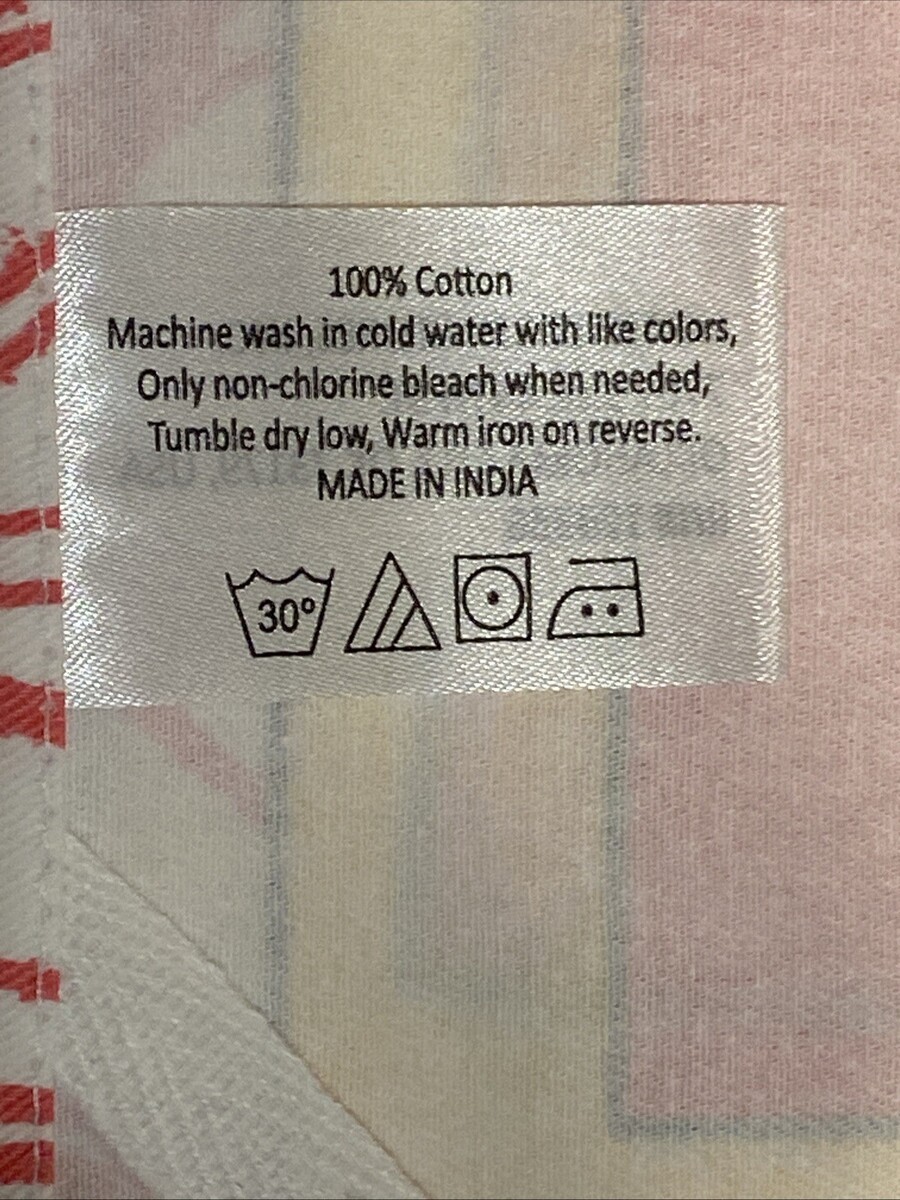 100% Cotton
Machine wash in cold water with like colors,
Only non-chlorine bleach when needed,
Tumble dry low, Warm iron on reverse.
MADE IN INDIA
30°